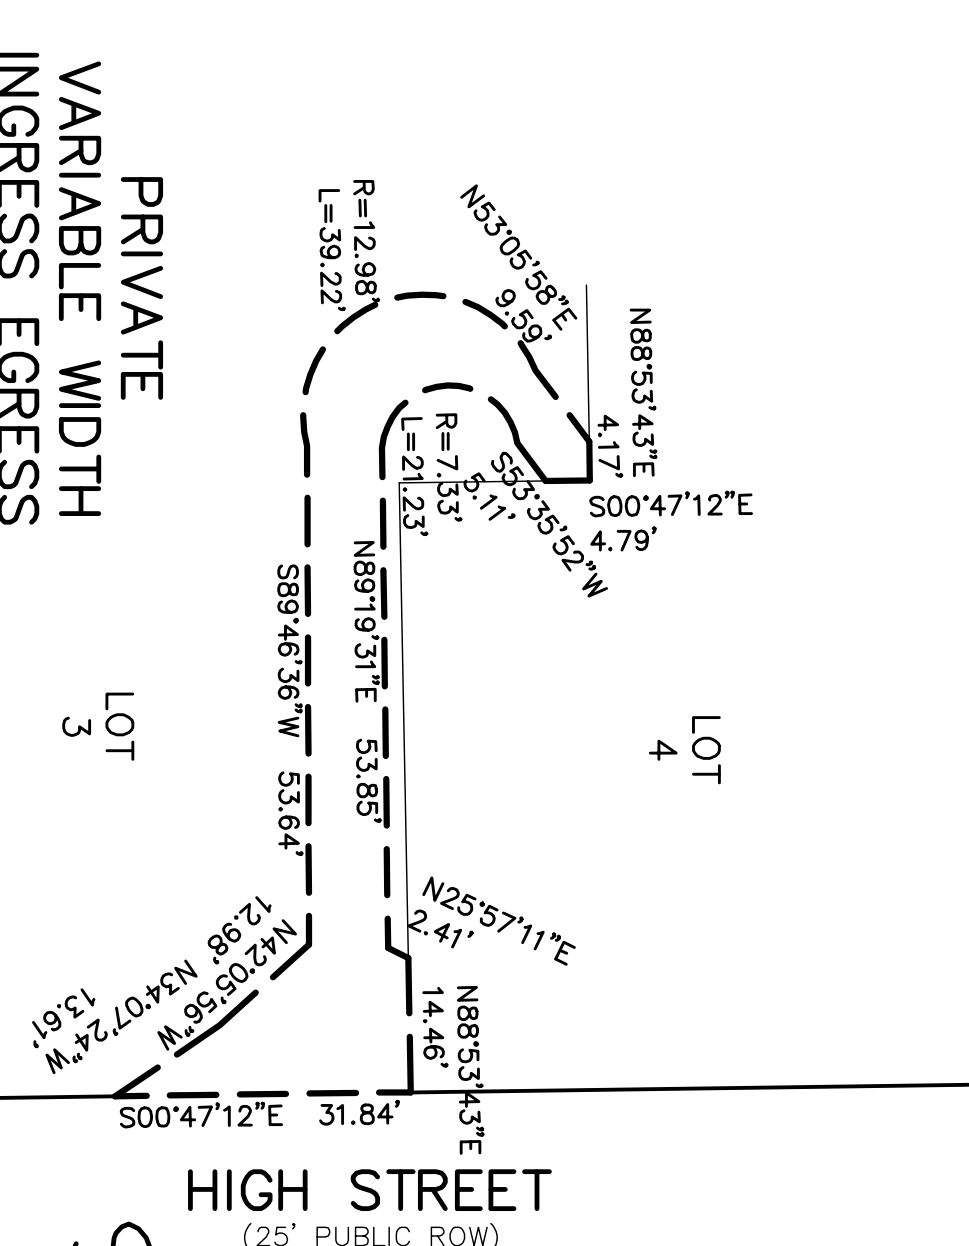 PRIVATE
VARIABLE WIDTH
INGRESS EGRESS
R=12.98'
L=39.22'
N53°05'58"E
9.59'
N88°53'43"E
4.17'
S00°47'12"E
4.79'
S53°35'52"W
5.11'
R=7.33'
L=21.23'
N89°19'31"E 53.85'
S89°46'36"W 53.64'
LOT
3
LOT
4
N25°57'11"E
2.41'
N88°53'43"E
14.46'
N42°05'56"W
12.98'
N34°07'24"W
13.61'
S00°47'12"E 31.84'
HIGH STREET
(25' PUBLIC ROW)